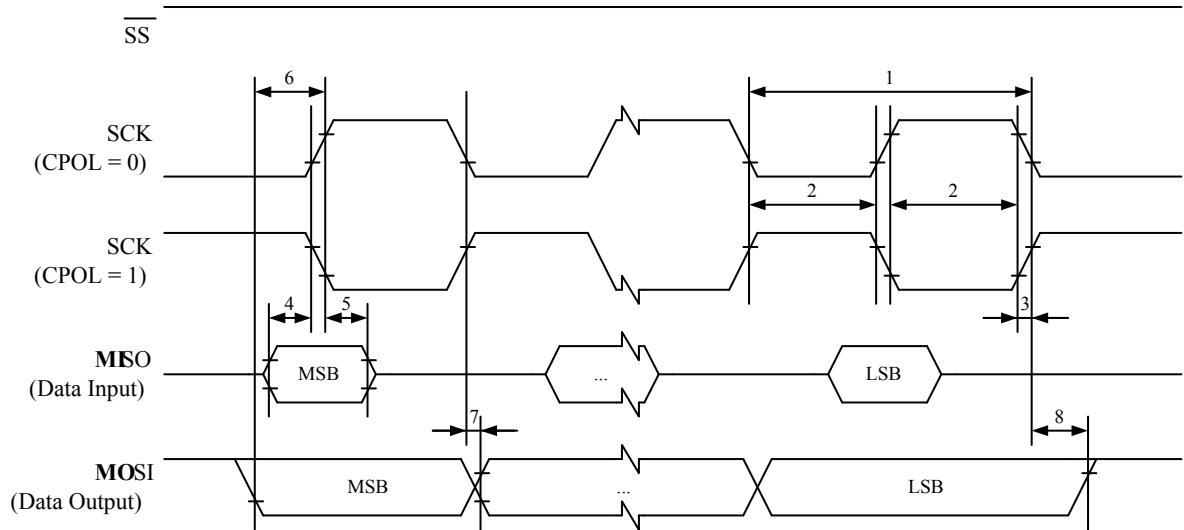 SS
6
1
SCK
(CPOL = 0)
2
2
SCK
(CPOL = 1)
4
5
3
MISO
(Data Input)
MSB
...
LSB
7
8
MOSI
(Data Output)
MSB
...
LSB